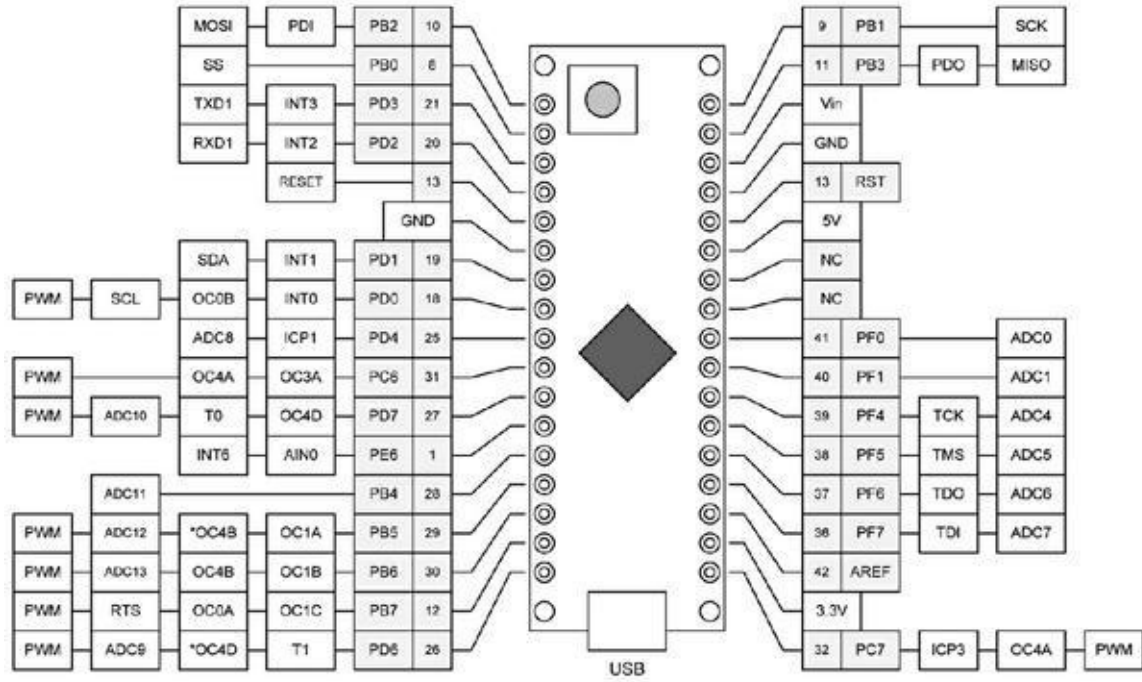 MOSI PDI PB2 10 9 PB1 SCK
SS PB0 8 11 PB3 PDO MISO
TXD1 INT3 PD3 21 Vin
RXD1 INT2 PD2 20 GND
RESET 13 13 RST
GND 5V
SDA INT1 PD1 19 NC
PWM SCL OC0B INT0 PD0 18 NC
ADC8 ICP1 PD4 25 41 PF0 ADC0
PWM OC4A OC3A PC6 31 40 PF1 ADC1
PWM ADC10 T0 OC4D PD7 27 39 PF4 TCK ADC4
INT6 AIN0 PE6 1 38 PF5 TMS ADC5
ADC11 PB4 28 37 PF6 TDO ADC6
PWM ADC12 *OC4B OC1A PB5 29 36 PF7 TDI ADC7
PWM ADC13 OC4B OC1B PB6 30 42 AREF
PWM RTS OC0A OC1C PB7 12 3.3V
PWM ADC9 *OC4D T1 PD6 26 32 PC7 ICP3 OC4A PWM
USB